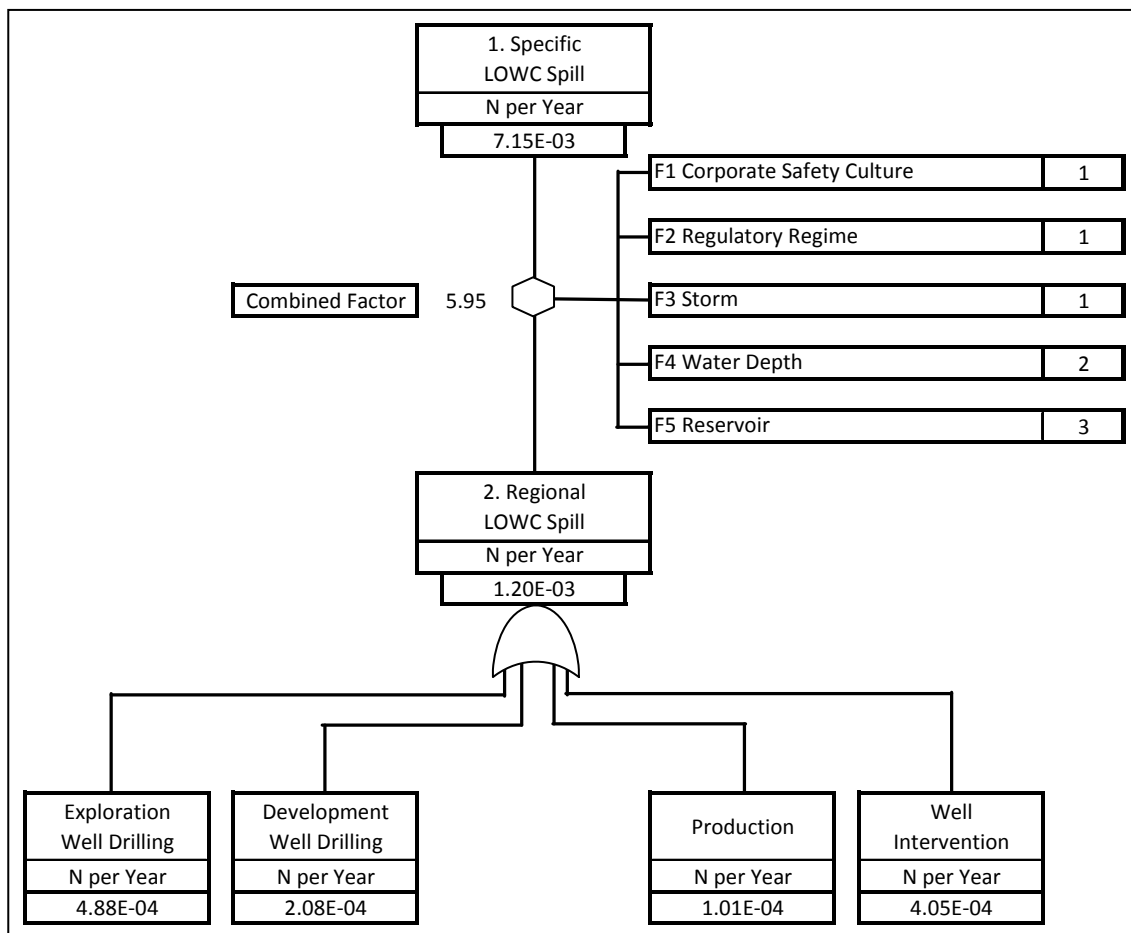 1. Specific
LOWC Spill
N per Year
7.15E-03
F1 Corporate Safety Culture 1
F2 Regulatory Regime 1
Combined Factor 5.95
F3 Storm 1
F4 Water Depth 2
F5 Reservoir 3
2. Regional
LOWC Spill
N per Year
1.20E-03
Exploration
Well Drilling
N per Year
4.88E-04
Development
Well Drilling
N per Year
2.08E-04
Production
N per Year
1.01E-04
Well
Intervention
N per Year
4.05E-04